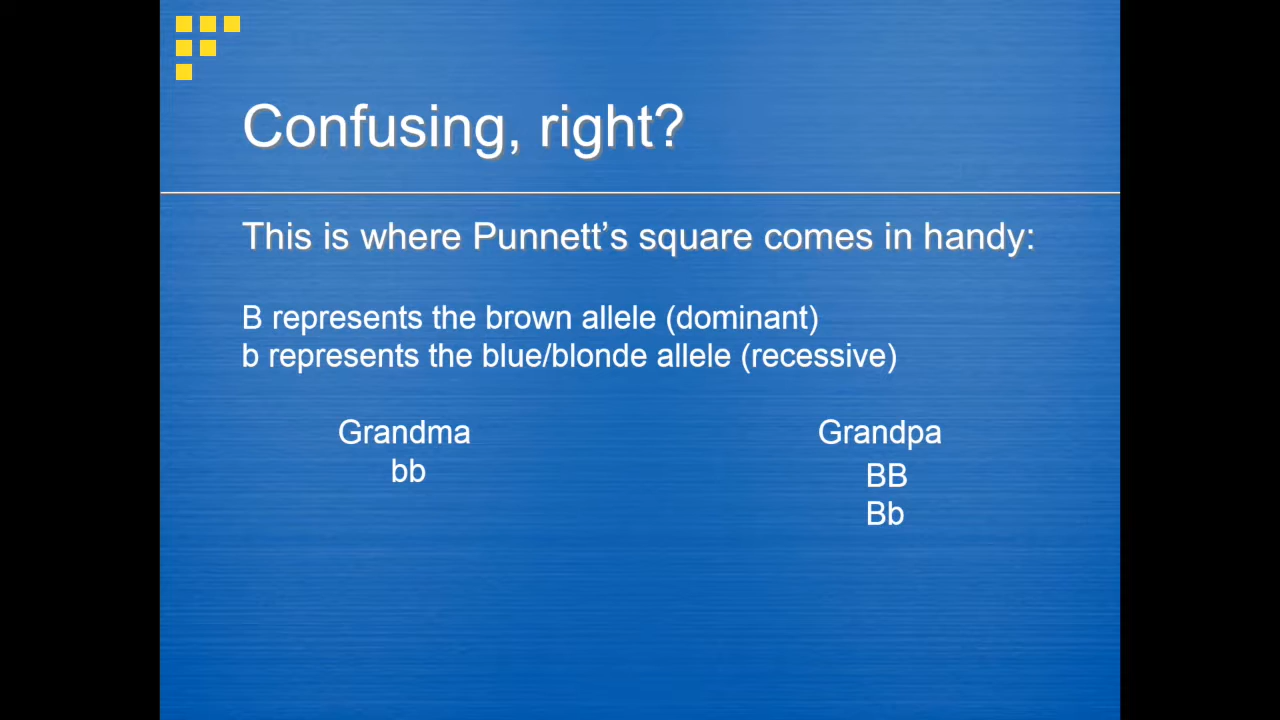 Confusing, right?
This is where Punnett’s square comes in handy:
B represents the brown allele (dominant)
b represents the blue/blonde allele (recessive)
Grandma
bb
Grandpa
BB
Bb